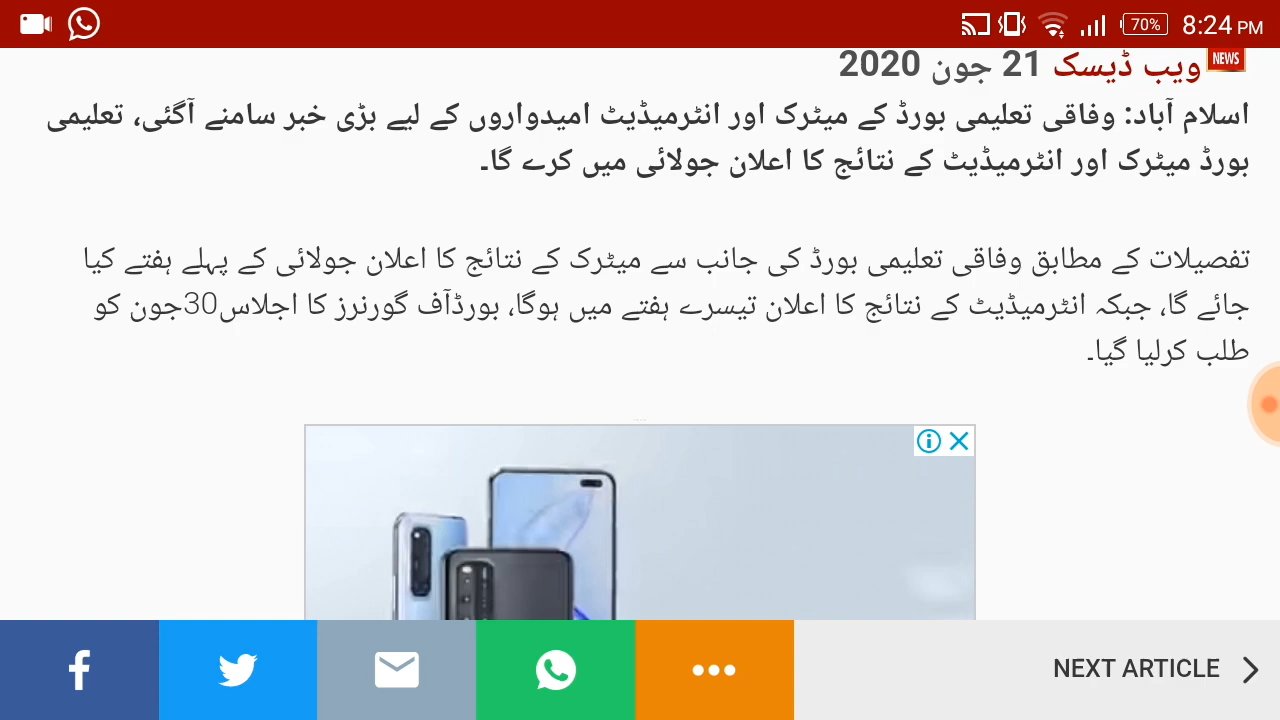 70% 8:24 PM
NEWS ویب ڈیسک 21 جون 2020
اسلام آباد: وفاقی تعلیمی بورڈ کے میٹرک اور انٹرمیڈیٹ امیدواروں کے لیے بڑی خبر سامنے آگئی، تعلیمی
بورڈ میٹرک اور انٹرمیڈیٹ کے نتائج کا اعلان جولائی میں کرے گا۔
تفصیلات کے مطابق وفاقی تعلیمی بورڈ کی جانب سے میٹرک کے نتائج کا اعلان جولائی کے پہلے ہفتے کیا
جائے گا، جبکہ انٹرمیڈیٹ کے نتائج کا اعلان تیسرے ہفتے میں ہوگا، بورڈآف گورنرز کا اجلاس30جون کو
طلب کرلیا گیا۔
NEXT ARTICLE